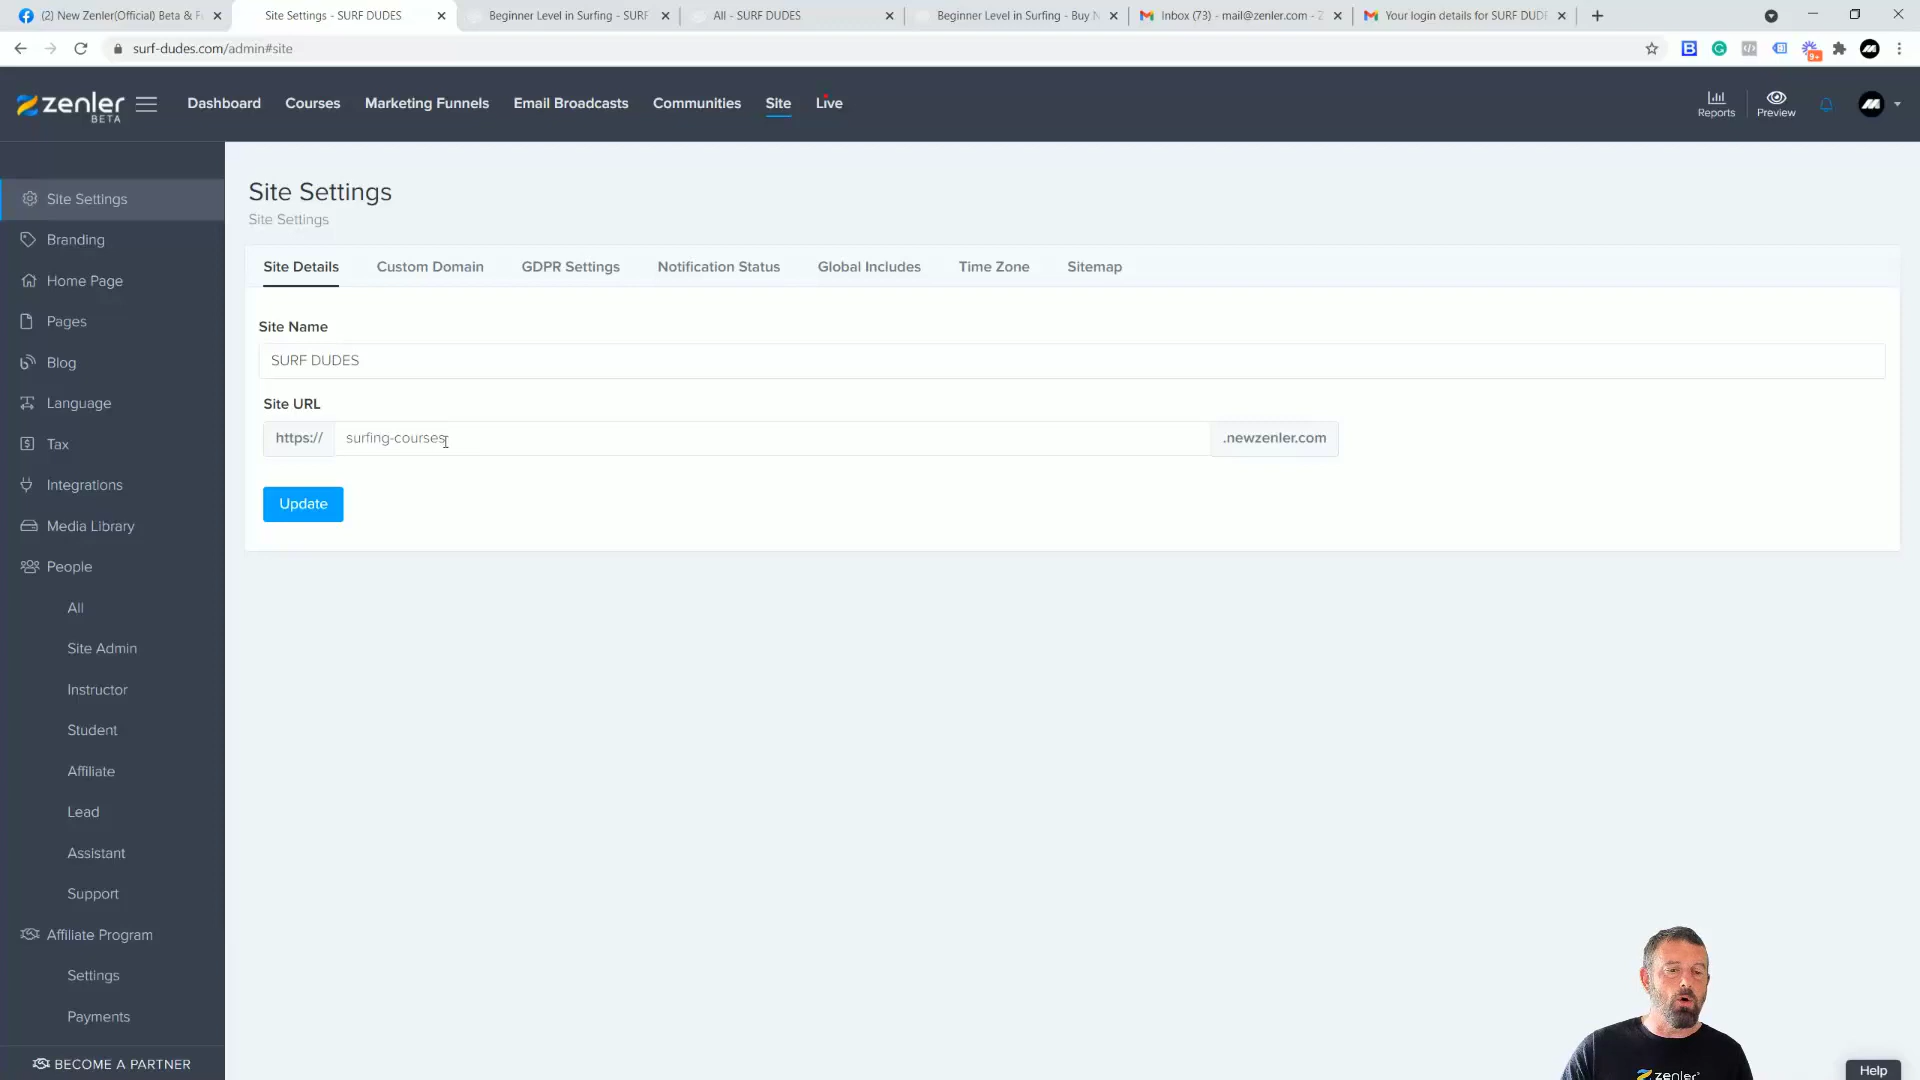 (2) New Zenler(Official) Beta & F
Site Settings - SURF DUDES
Beginner Level in Surfing - SURF
All - SURF DUDES
Beginner Level in Surfing - Buy N
Inbox (73) - mail@zenler.com - Z
Your login details for SURF DUDE
surf-dudes.com/admin#site
9+
zenler
BETA
Dashboard
Courses
Marketing Funnels
Email Broadcasts
Communities
Site
Live
Reports
Preview
Site Settings
Branding
Home Page
Pages
Blog
Language
Tax
Integrations
Media Library
People
All
Site Admin
Instructor
Student
Affiliate
Lead
Assistant
Support
Affiliate Program
Settings
Payments
BECOME A PARTNER
Site Settings
Site Settings
Site Details
Custom Domain
GDPR Settings
Notification Status
Global Includes
Time Zone
Sitemap
Site Name
SURF DUDES
Site URL
https://
surfing-courses
.newzenler.com
Update
zenler
Help